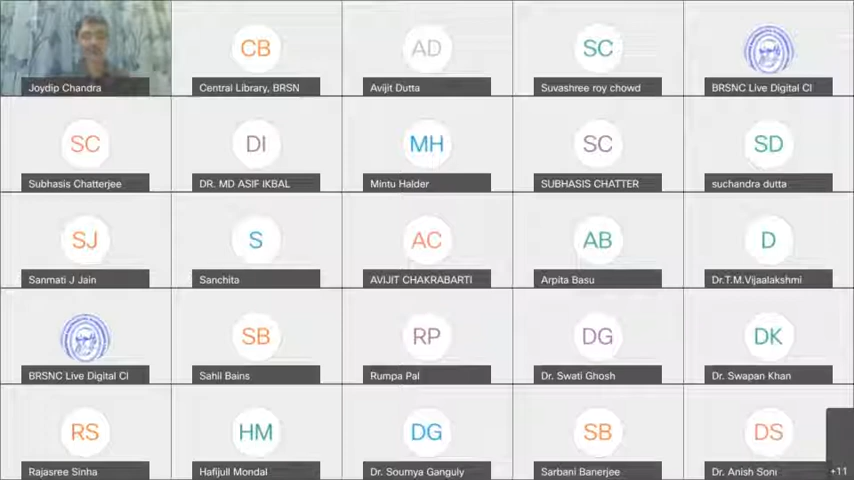 Joydip Chandra
CB
Central Library, BRSN
AD
Avijit Dutta
SC
Suvashree roy chowd
BRSNC Live Digital Cl
SC
Subhasis Chatterjee
DI
DR. MD ASIF IKBAL
MH
Mintu Halder
SC
SUBHASIS CHATTER
SD
suchandra dutta
SJ
Sanmati J Jain
S
Sanchita
AC
AVIJIT CHAKRABARTI
AB
Arpita Basu
D
Dr.T.M.Vijaalakshmi
BRSNC Live Digital Cl
SB
Sahil Bains
RP
Rumpa Pal
DG
Dr. Swati Ghosh
DK
Dr. Swapan Khan
RS
Rajasree Sinha
HM
Hafijull Mondal
DG
Dr. Soumya Ganguly
SB
Sarbani Banerjee
DS
Dr. Anish Soni
+11